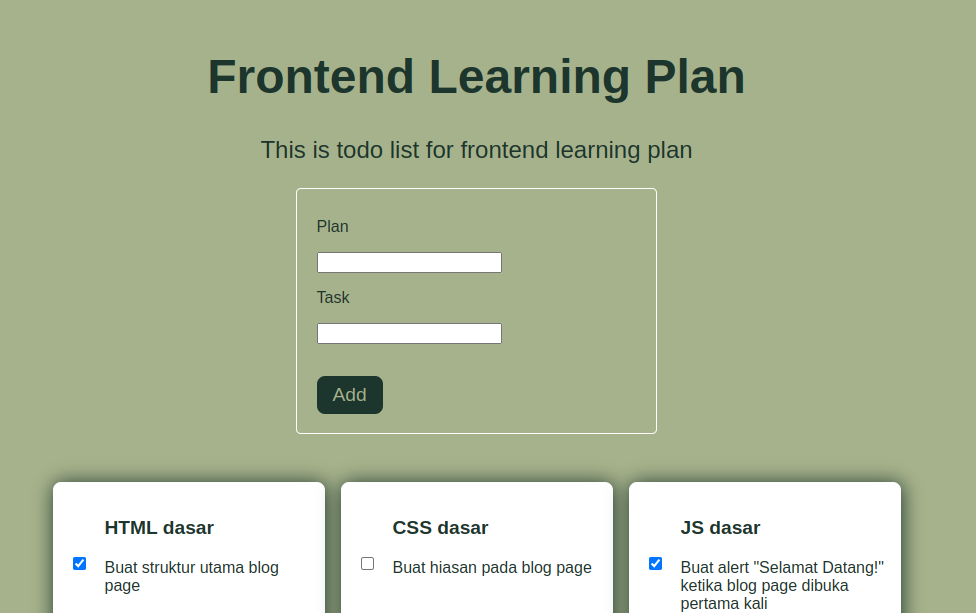 Frontend Learning Plan
This is todo list for frontend learning plan
Plan
Task
Add
HTML dasar
Buat struktur utama blog
page
CSS dasar
Buat hiasan pada blog page
JS dasar
Buat alert "Selamat Datang!"
ketika blog page dibuka
pertama kali